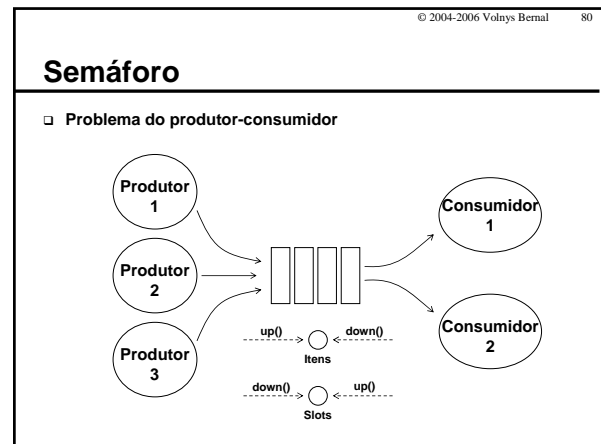 © 2004-2006 Volnys Bernal 80
Semáforo
❑ Problema do produtor-consumidor
Produtor
1
Produtor
2
Produtor
3
Consumidor
1
Consumidor
2
up() down()
Itens
down() up()
Slots